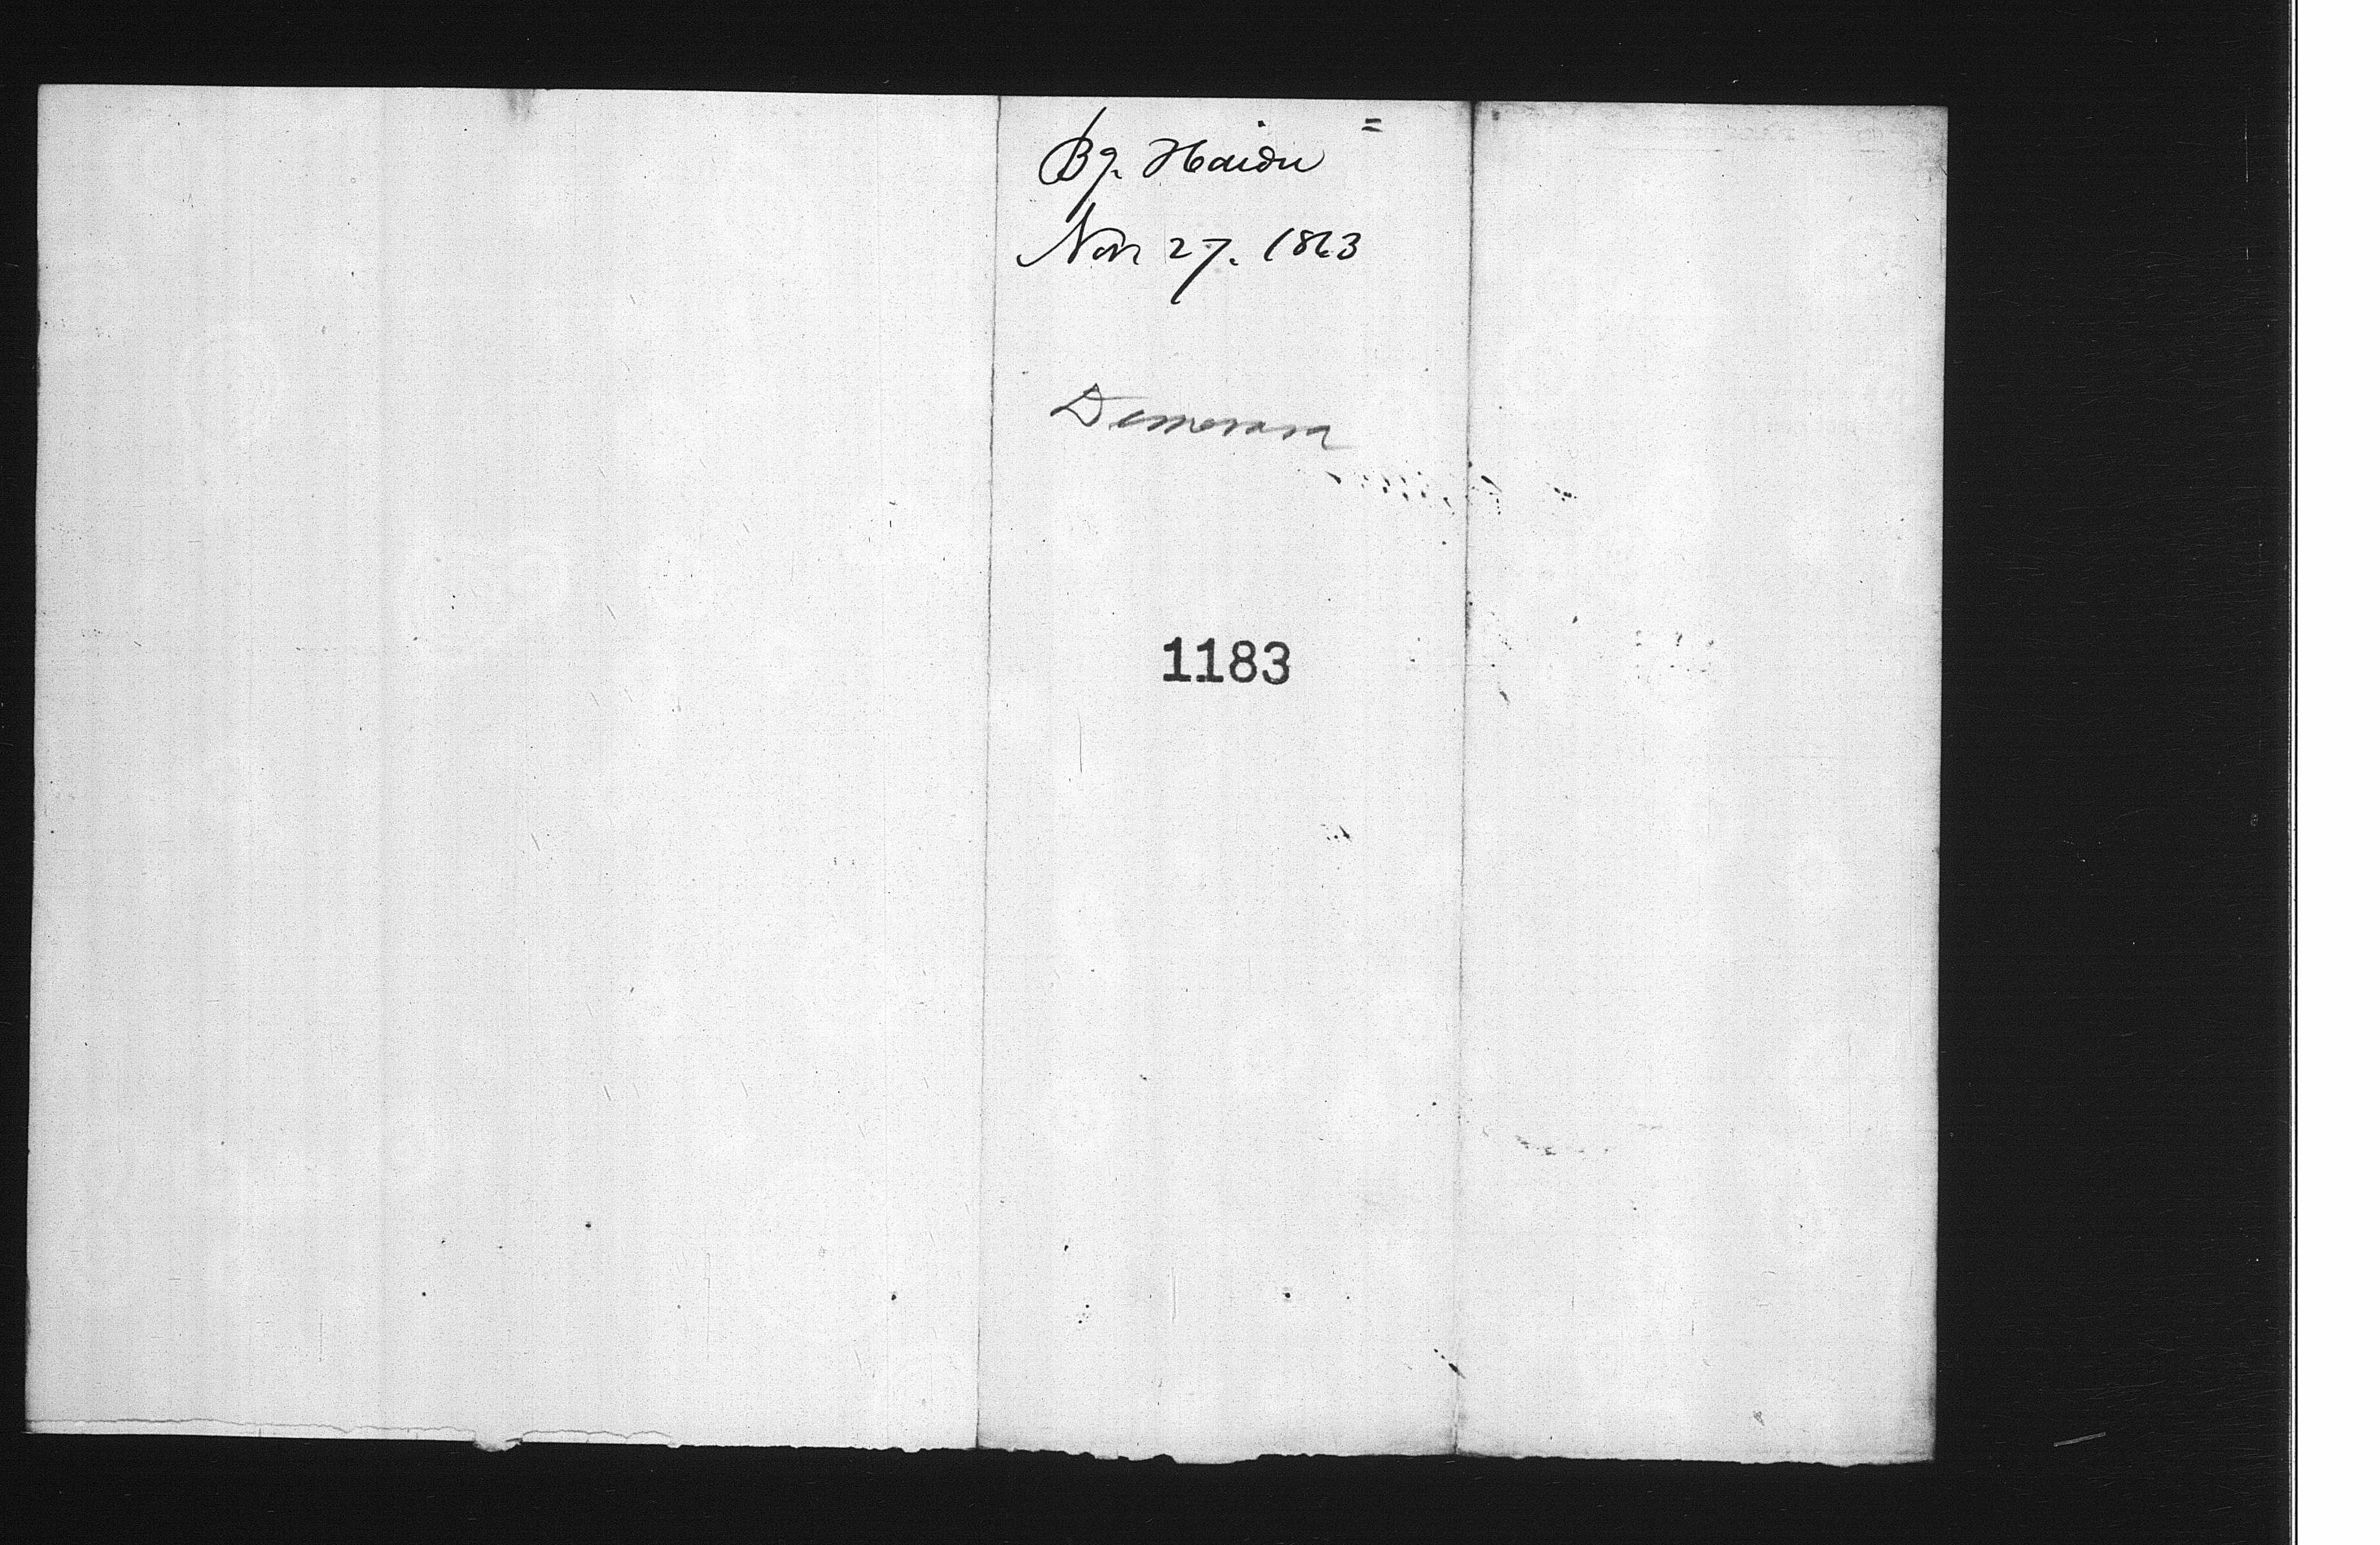 Bg. Haidu =
Nov 27. 1863
Demerara
1183